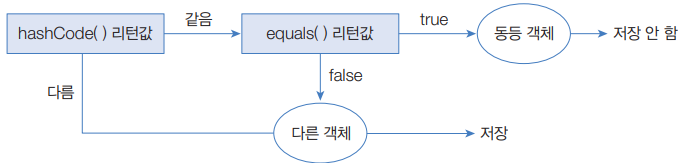 hashCode( ) 리턴값
같음
equals( ) 리턴값
true
동등 객체
저장 안 함
false
다름
다른 객체
저장